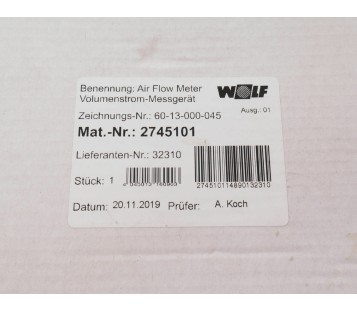 Benennung: Air Flow Meter
Volumenstrom-Messgerät
WOLF
Zeichnungs-Nr.: 60-13-000-045
Ausg.: 01
Mat.-Nr.: 2745101
Lieferanten-Nr.: 32310
Stück: 1
274510114890132310
Datum: 20.11.2019
Prüfer: A. Koch